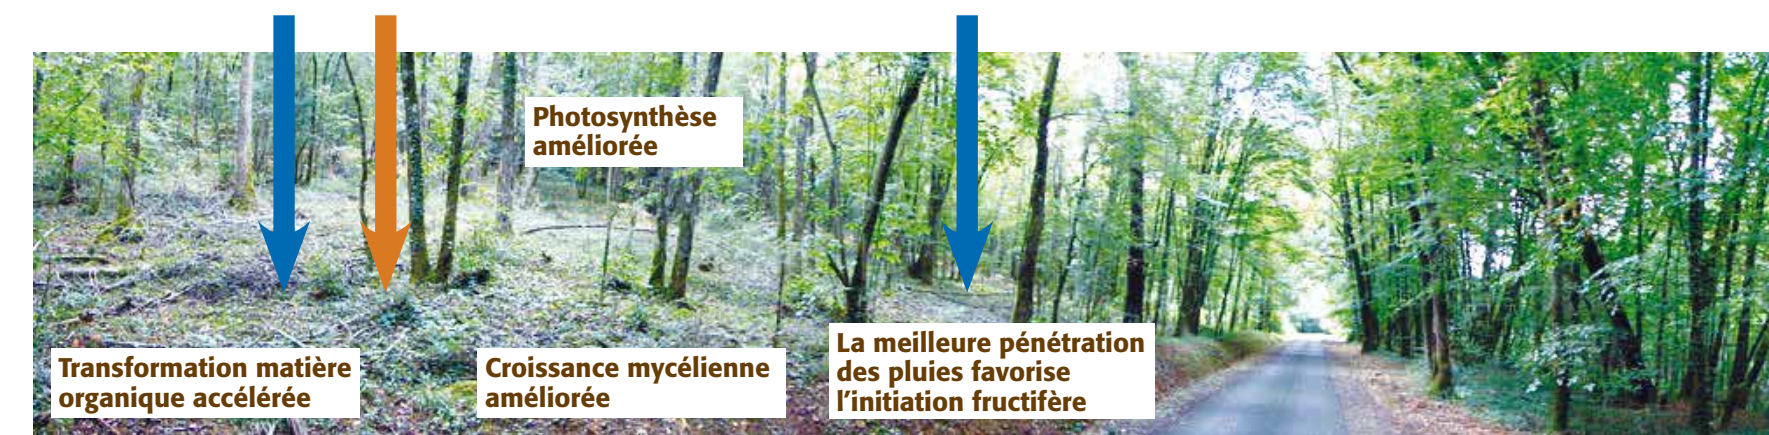 Photosynthèse
améliorée
Transformation matière
organique accélérée
Croissance mycélienne
améliorée
La meilleure pénétration
des pluies favorise
l'initiation fructifère